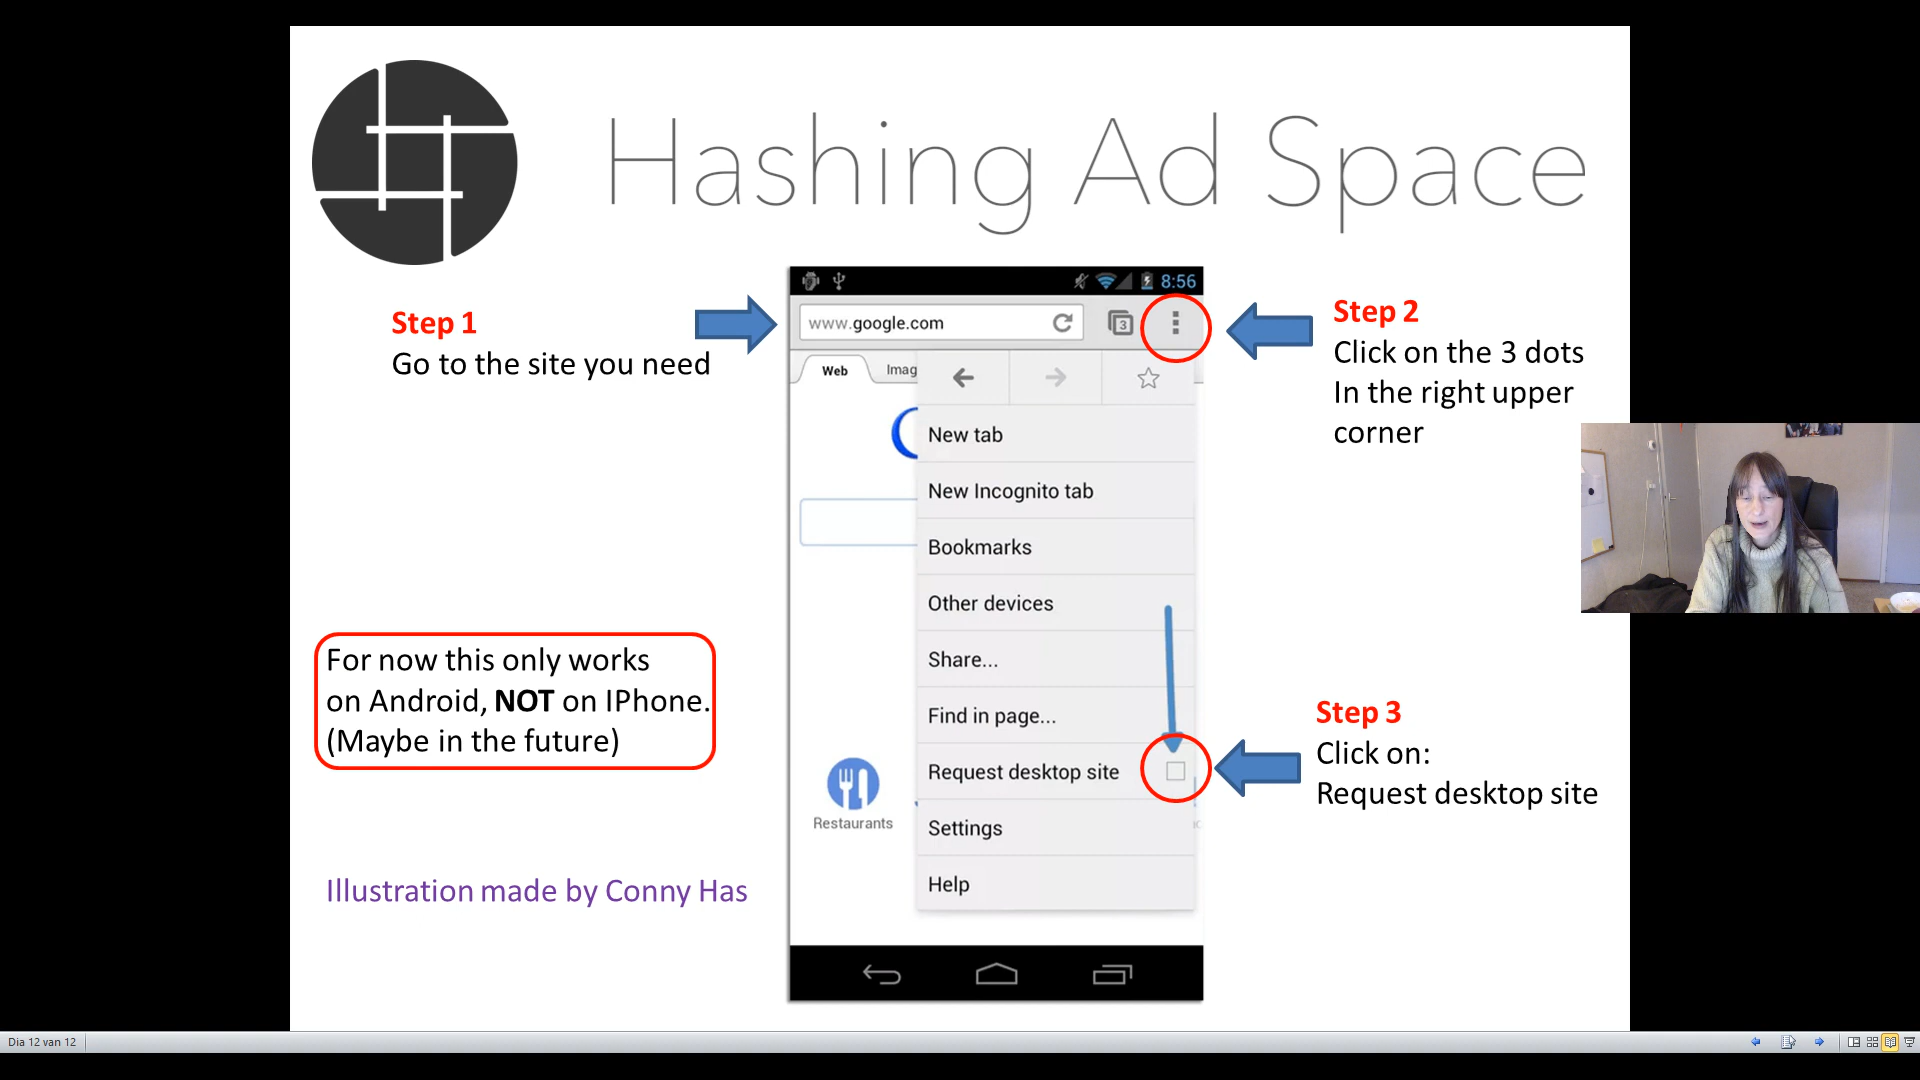 Hashing Ad Space
8:56
Step 1
Go to the site you need
www.google.com
3
Step 2
Click on the 3 dots
In the right upper
corner
Web
Imag
New tab
New Incognito tab
Bookmarks
Other devices
Share...
Find in page...
Request desktop site
Settings
Help
For now this only works
on Android, NOT on IPhone.
(Maybe in the future)
Step 3
Click on:
Request desktop site
Restaurants
Illustration made by Conny Has
Dia 12 van 12